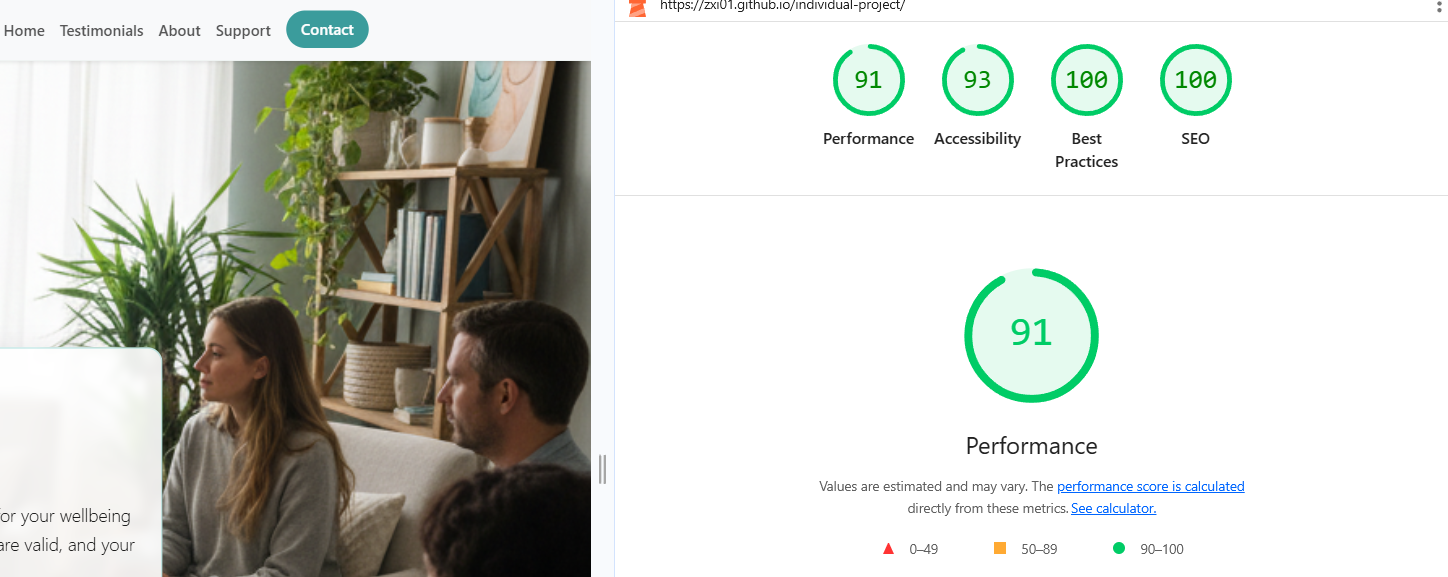 Home Testimonials About Support Contact
or your wellbeing
are valid, and your
https://zxi01.github.io/individual-project/
91 93 100 100
Performance Accessibility Best Practices SEO
91
Performance
Values are estimated and may vary. The performance score is calculated
directly from these metrics. See calculator.
0–49 50–89 90–100